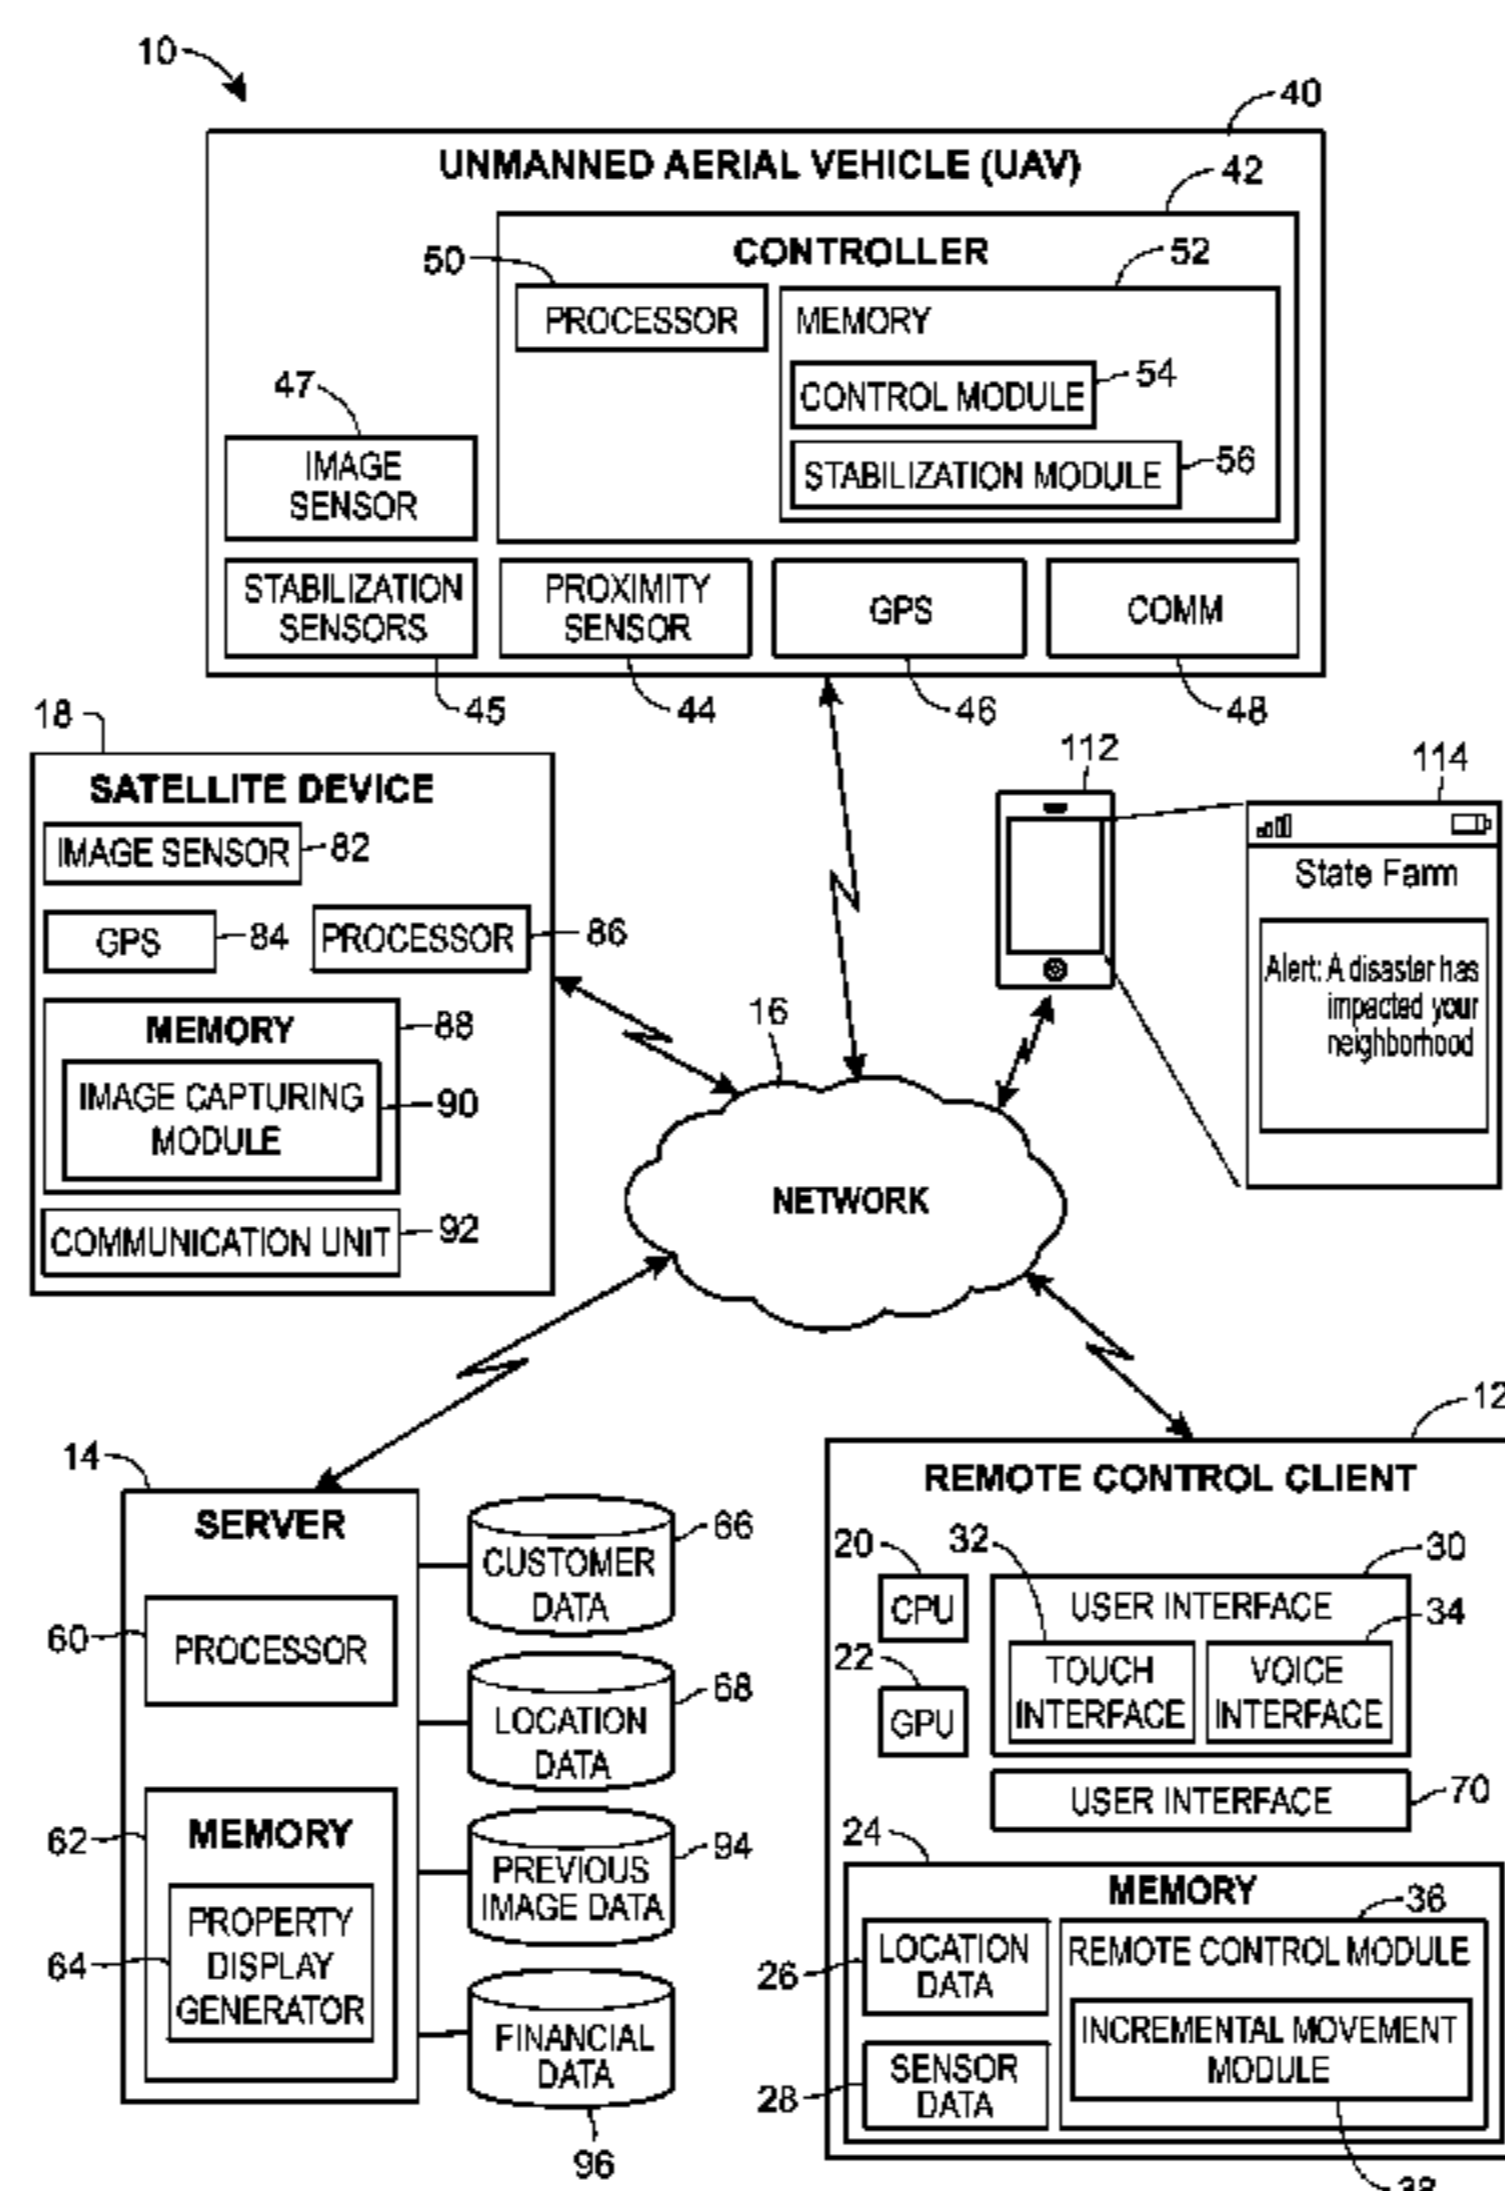 10
40
UNMANNED AERIAL VEHICLE (UAV)
42
CONTROLLER
50
52
PROCESSOR
MEMORY
54
CONTROL MODULE
56
STABILIZATION MODULE
47
IMAGE
SENSOR
STABILIZATION
SENSORS
PROXIMITY
SENSOR
GPS
COMM
45
44
46
48
18
SATELLITE DEVICE
IMAGE SENSOR
82
GPS
84
PROCESSOR
86
MEMORY
88
IMAGE CAPTURING
MODULE
90
COMMUNICATION UNIT
92
112
114
State Farm
Alert: A disaster has
impacted your
neighborhood
16
NETWORK
14
SERVER
60
PROCESSOR
62
MEMORY
64
PROPERTY
DISPLAY
GENERATOR
CUSTOMER
DATA
66
LOCATION
DATA
68
PREVIOUS
IMAGE DATA
94
FINANCIAL
DATA
96
12
REMOTE CONTROL CLIENT
20
CPU
22
GPU
32
30
USER INTERFACE
34
TOUCH
INTERFACE
VOICE
INTERFACE
USER INTERFACE
70
24
MEMORY
36
LOCATION
DATA
26
REMOTE CONTROL MODULE
INCREMENTAL MOVEMENT
MODULE
SENSOR
DATA
28
38